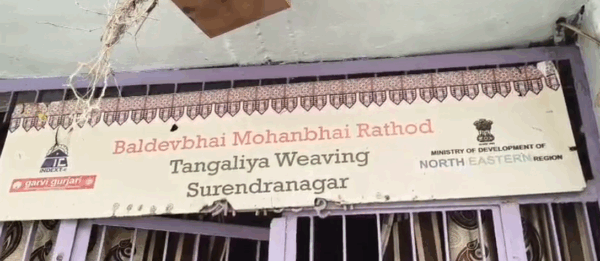 Baldevbhai Mohanbhai Rathod
Tangaliya Weaving
Surendranagar
garvi gurjari
MINISTRY OF DEVELOPMENT OF
NORTH EASTERN REGION